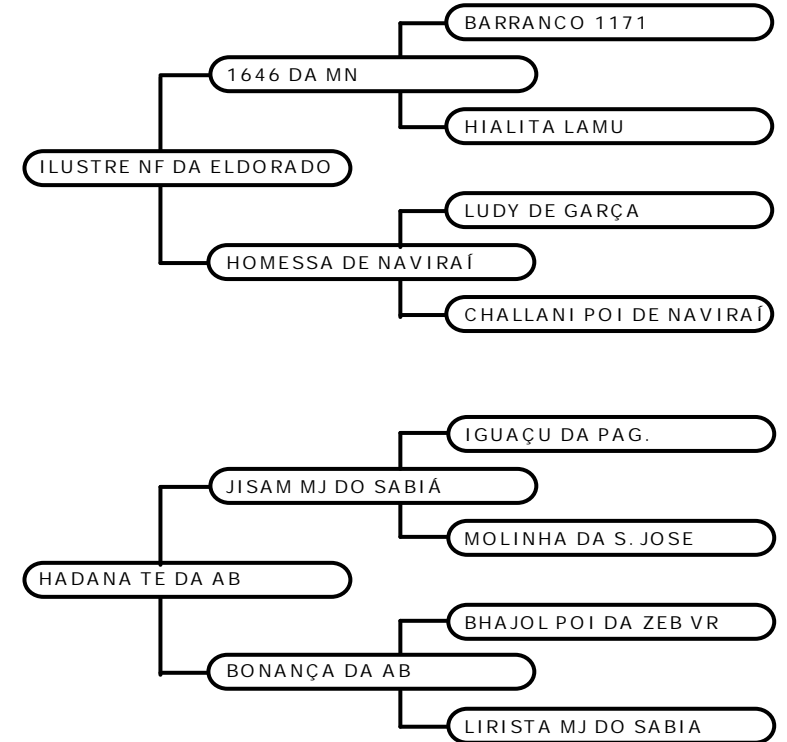 BARRANCO 1171
1646 DA MN
HIALITA LAMU
ILUSTRE NF DA ELDORADO
LUDY DE GARÇA
HOMESSA DE NAVIRAÍ
CHALLANI POI DE NAVIRAÍ
IGUAÇU DA PAG.
JISAM MJ DO SABIÁ
MOLINHA DA S. JOSE
HADANA TE DA AB
BHAJOL POI DA ZEB VR
BONANÇA DA AB
LIRISTA MJ DO SABIA